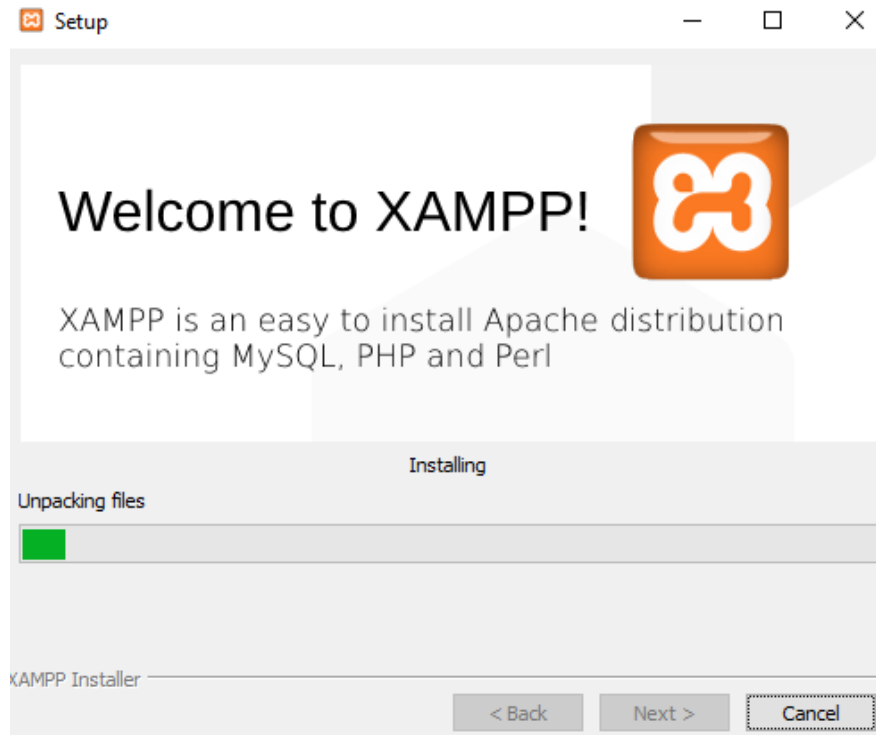 Setup
Welcome to XAMPP!
XAMPP is an easy to install Apache distribution
containing MySQL, PHP and Perl
Installing
Unpacking files
XAMPP Installer
< Back
Next >
Cancel